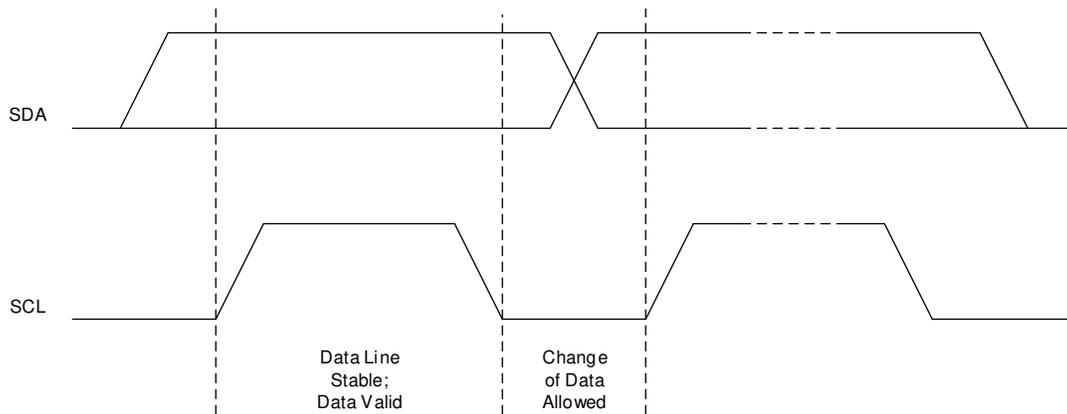 SDA
SCL
Data Line
Stable;
Data Valid
Change
of Data
Allowed